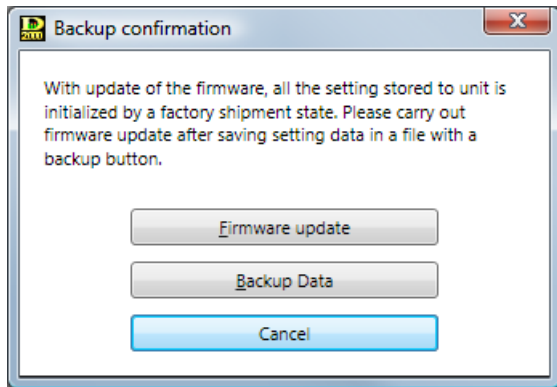 Backup confirmation
With update of the firmware, all the setting stored to unit is
initialized by a factory shipment state. Please carry out
firmware update after saving setting data in a file with a
backup button.
Firmware update
Backup Data
Cancel